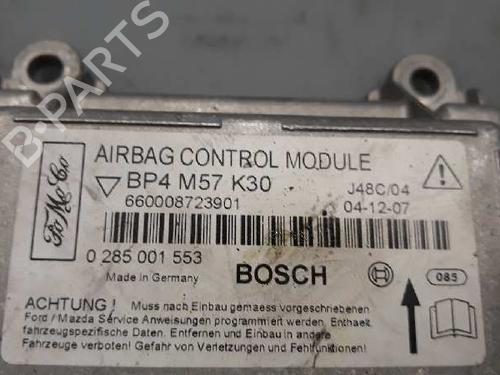 B-PARTS
AIRBAG CONTROL MODULE
BP4 M57 K30
660008723901
J48C/04
04-12-07
FoMoCo
0 285 001 553
Made in Germany
BOSCH
085
ACHTUNG ! Muss nach Einbau gemaess vorgeschriebenen
Ford / Mazda Service Anweisungen programmiert werden. Enthaelt
fahrzeugspezifische Daten. Entfernen und Einbau in andere
Fahrzeuge verboten! Gefahr von Verletzungen und Fehlfunktionen!